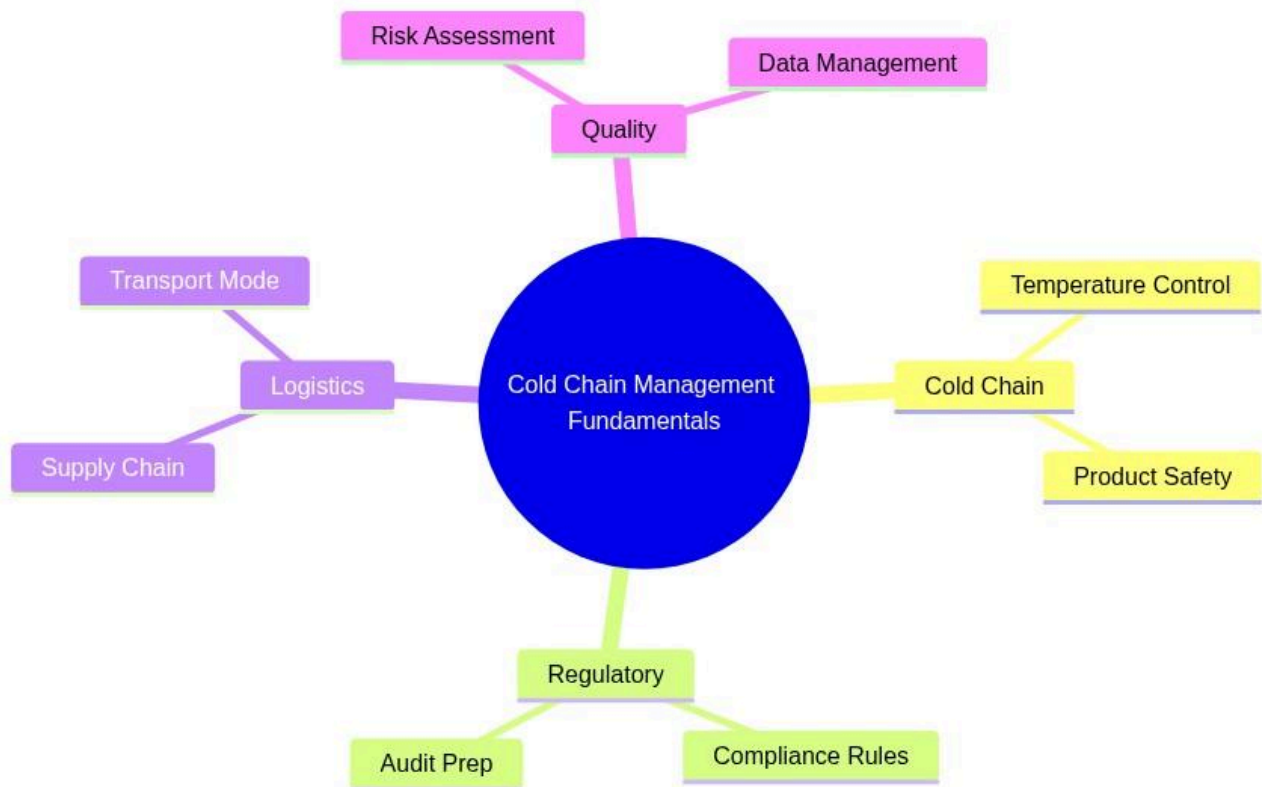 Risk Assessment
Data Management
Quality
Transport Mode
Temperature Control
Logistics
Cold Chain Management
Fundamentals
Cold Chain
Supply Chain
Product Safety
Regulatory
Audit Prep
Compliance Rules